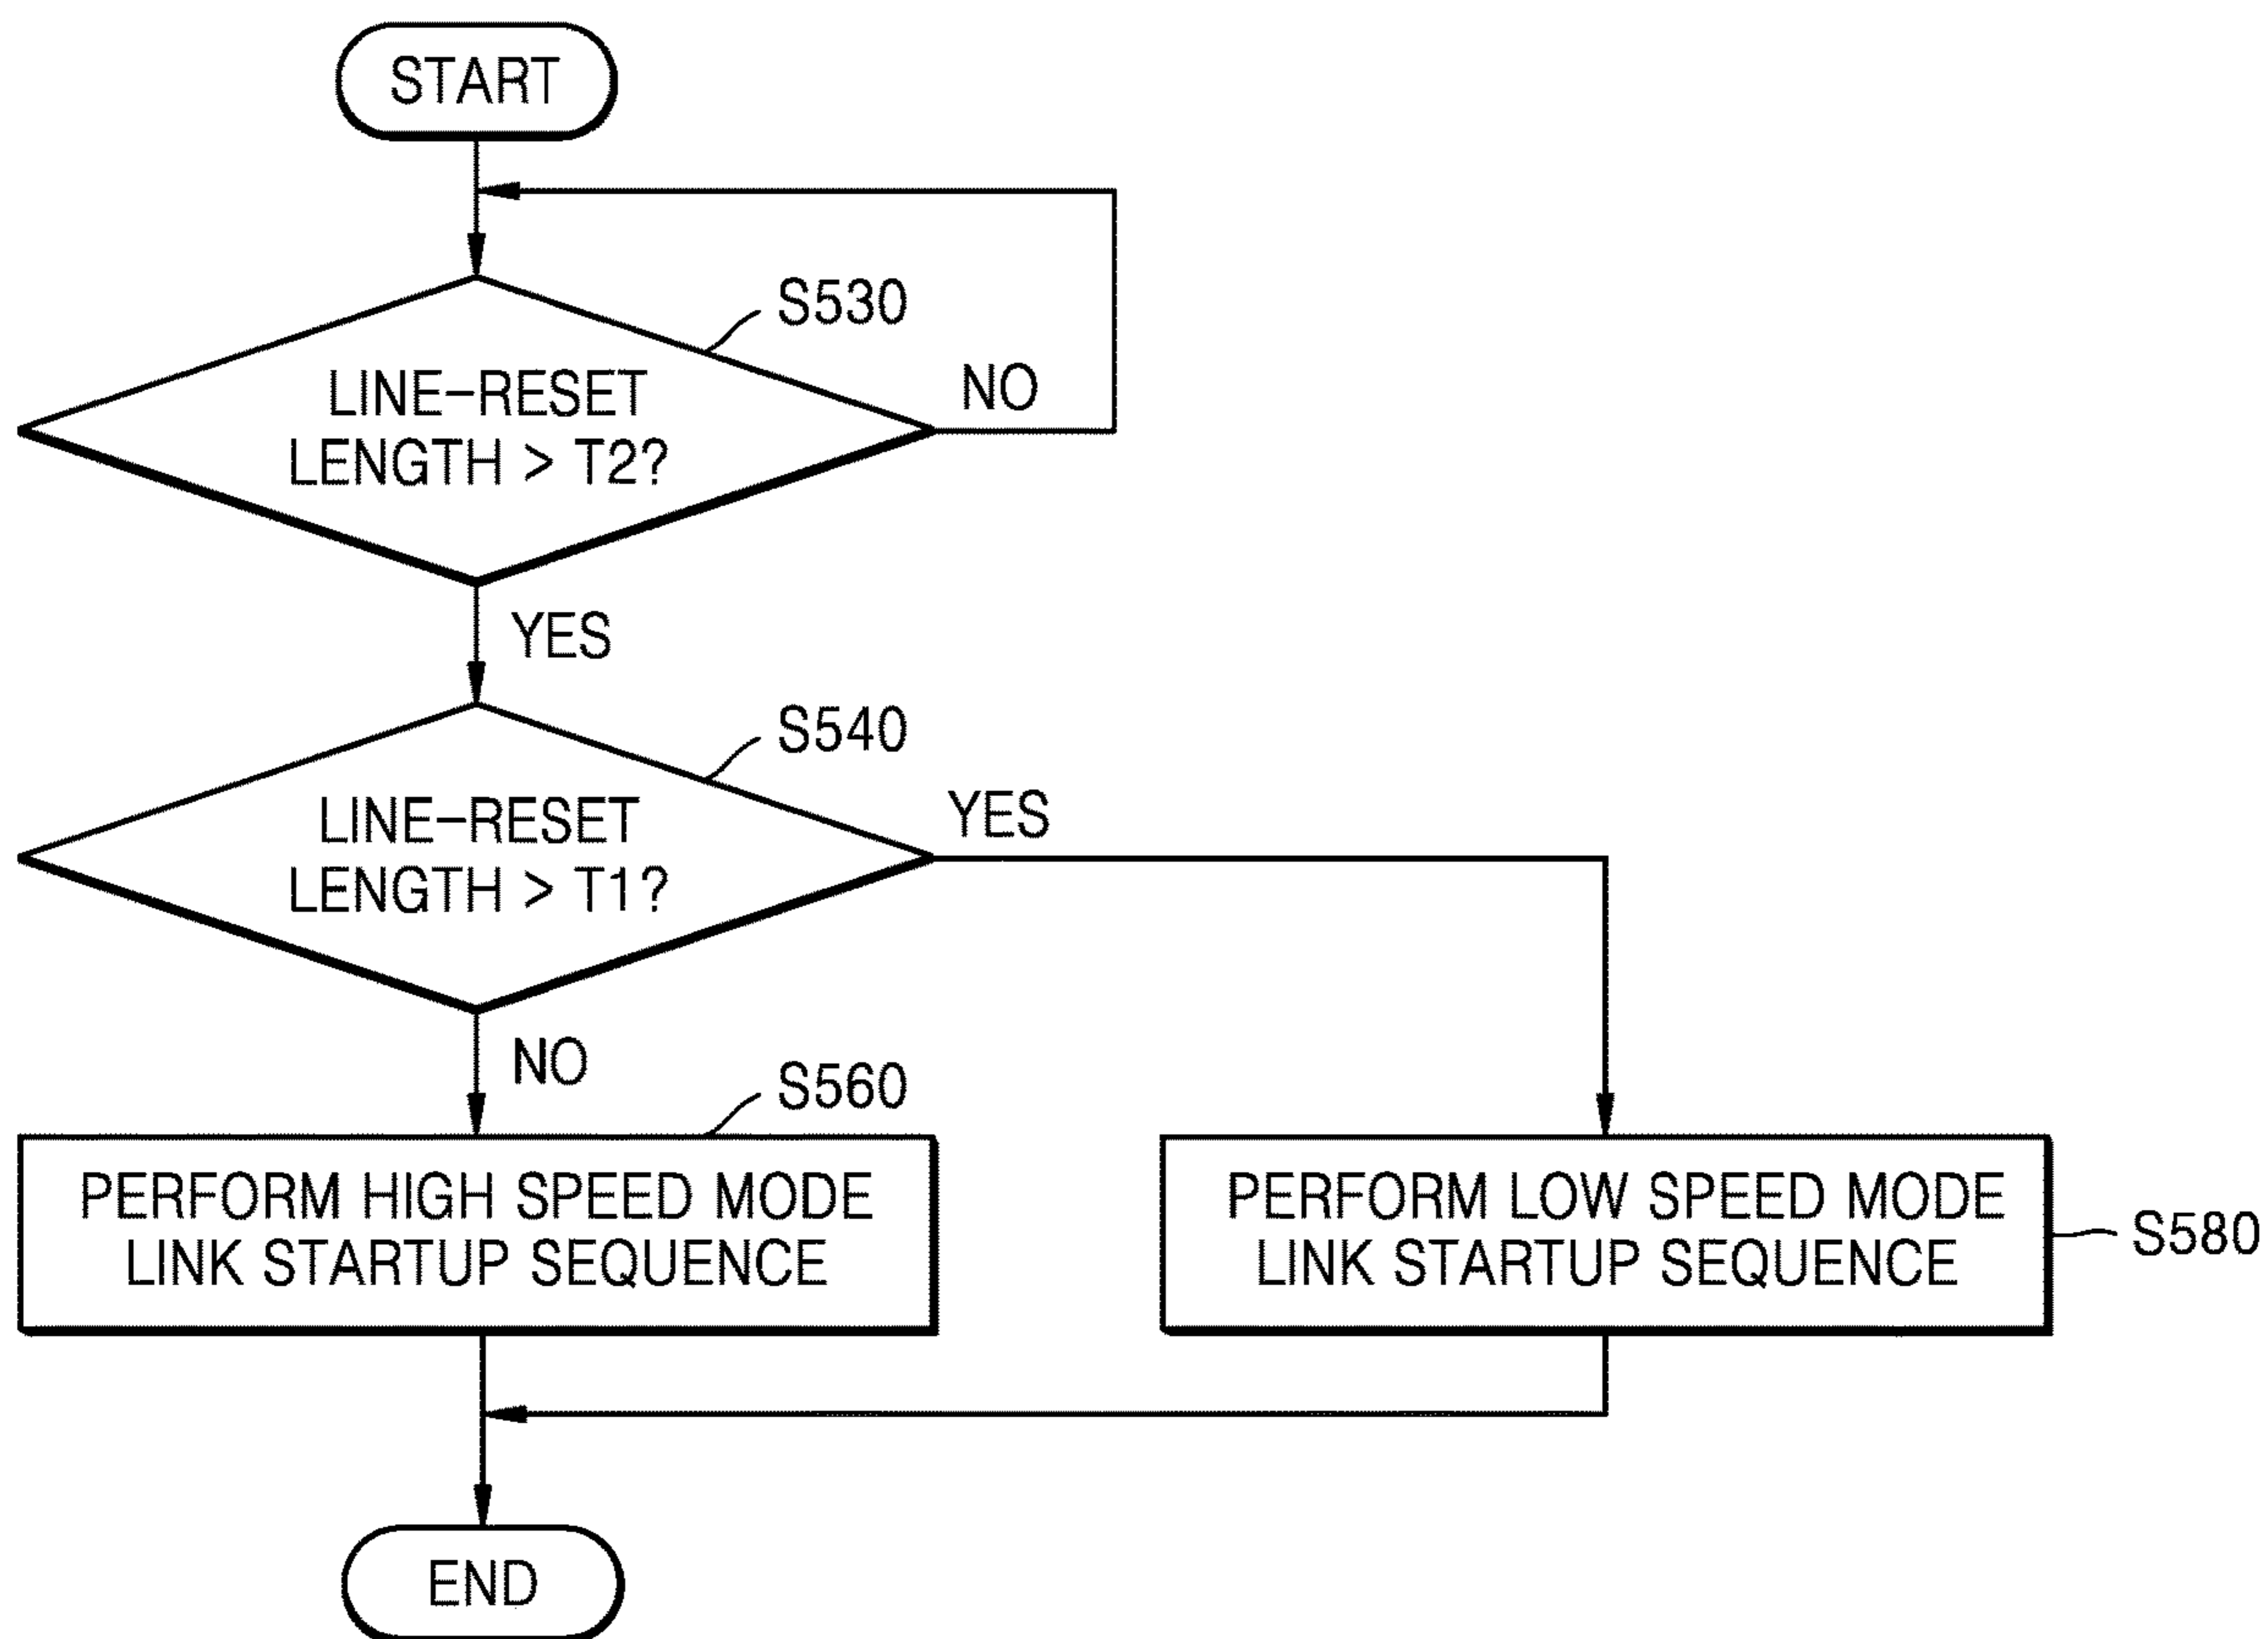 START
S530
LINE-RESET
LENGTH > T2?
NO
YES
S540
LINE-RESET
LENGTH > T1?
YES
NO
S560
PERFORM HIGH SPEED MODE
LINK STARTUP SEQUENCE
PERFORM LOW SPEED MODE
LINK STARTUP SEQUENCE
S580
END